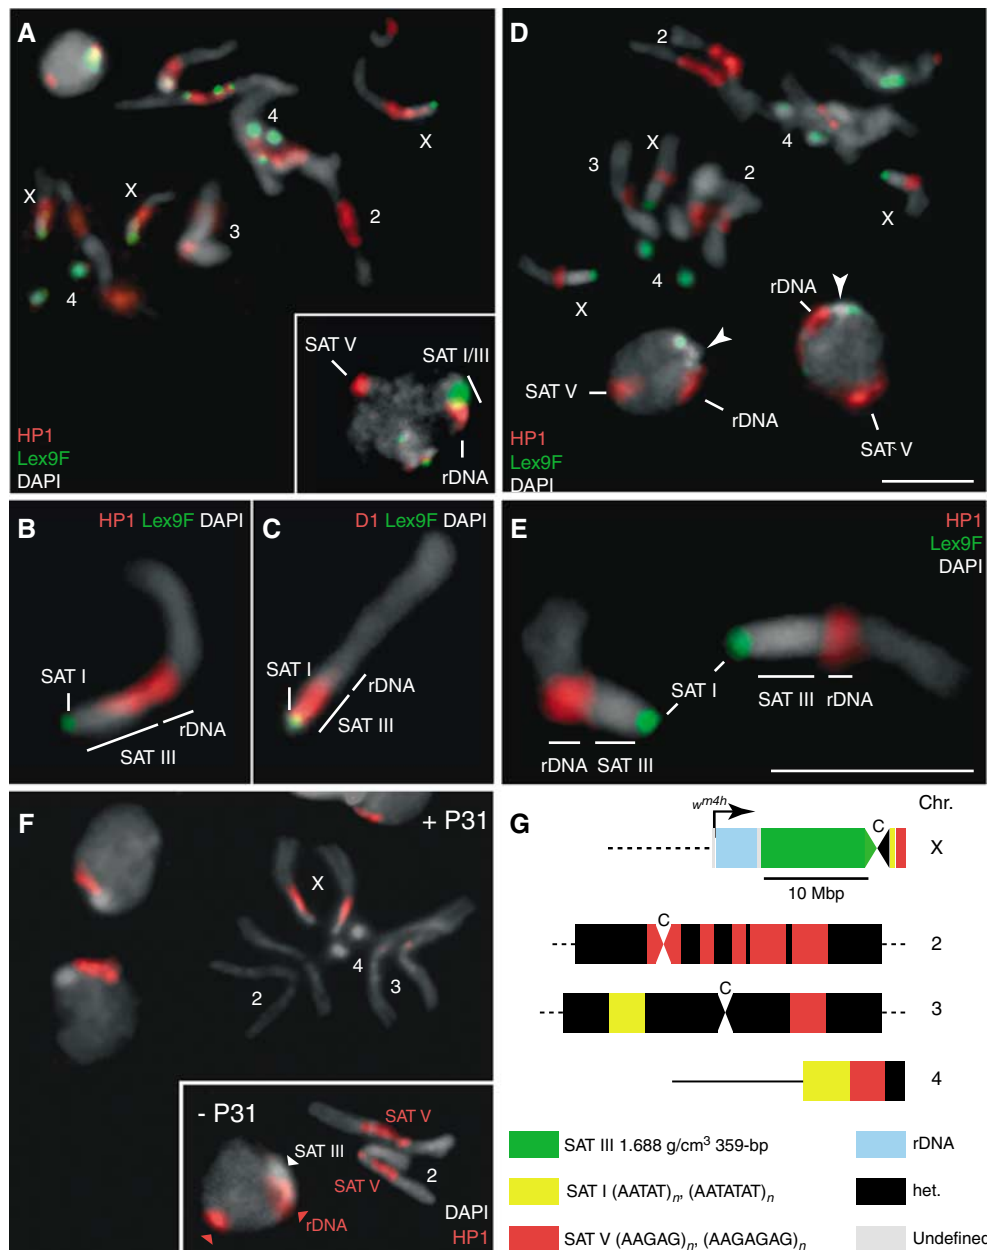 A
4
X
X
X
3
2
4
SAT V
SAT I/III
rDNA
HP1
Lex9F
DAPI
D
2
4
X
3
2
X
4
X
rDNA
SAT V
rDNA
SAT V
HP1
Lex9F
DAPI
B
HP1 Lex9F DAPI
SAT I
rDNA
SAT III
C
D1 Lex9F DAPI
SAT I
rDNA
SAT III
E
HP1
Lex9F
DAPI
SAT I
SAT III rDNA
rDNA SAT III
F
+ P31
X
4
3
2
- P31
SAT V
SAT III
2
SAT V
rDNA
DAPI
HP1
G
wm4h
Chr.
C
X
10 Mbp
C
2
C
3
4
SAT III 1.688 g/cm3 359-bp
rDNA
SAT I (AATAT)n, (AATATAT)n
het.
SAT V (AAGAG)n, (AAGAGAG)n
Undefined